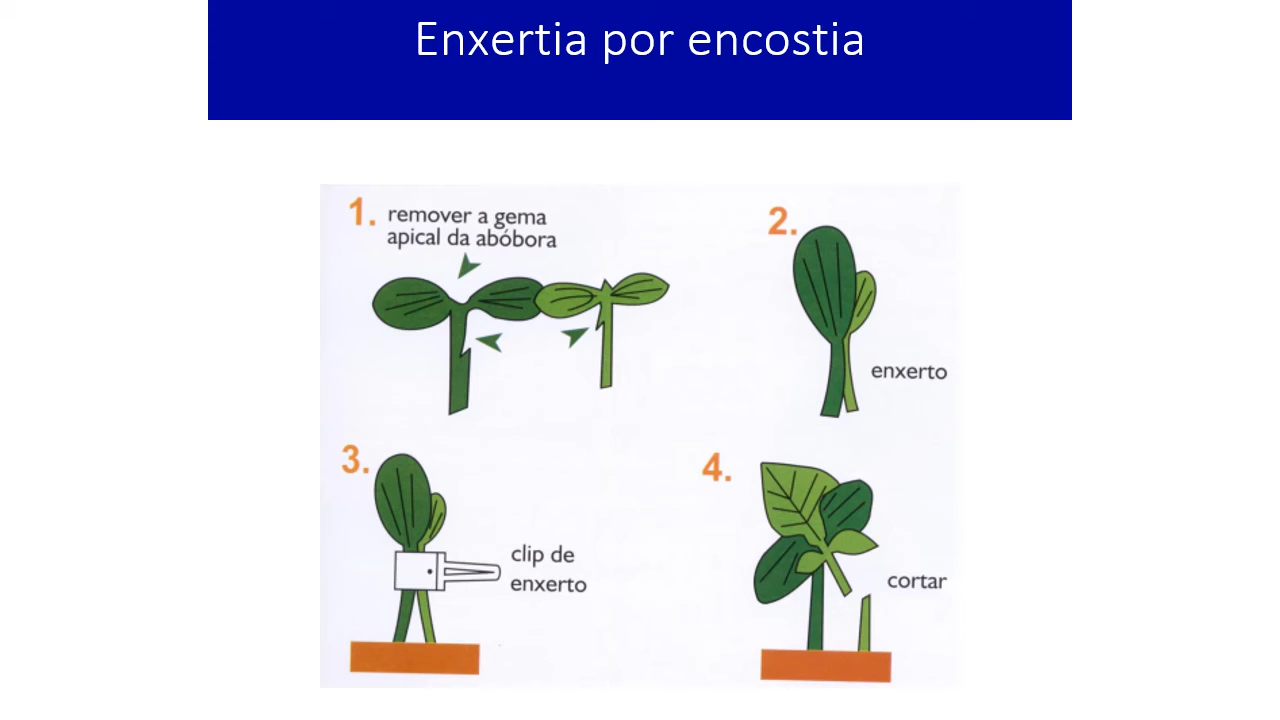 Enxertia por encostia
1. remover a gema
apical da abóbora
2.
enxerto
3.
clip de
enxerto
4.
cortar